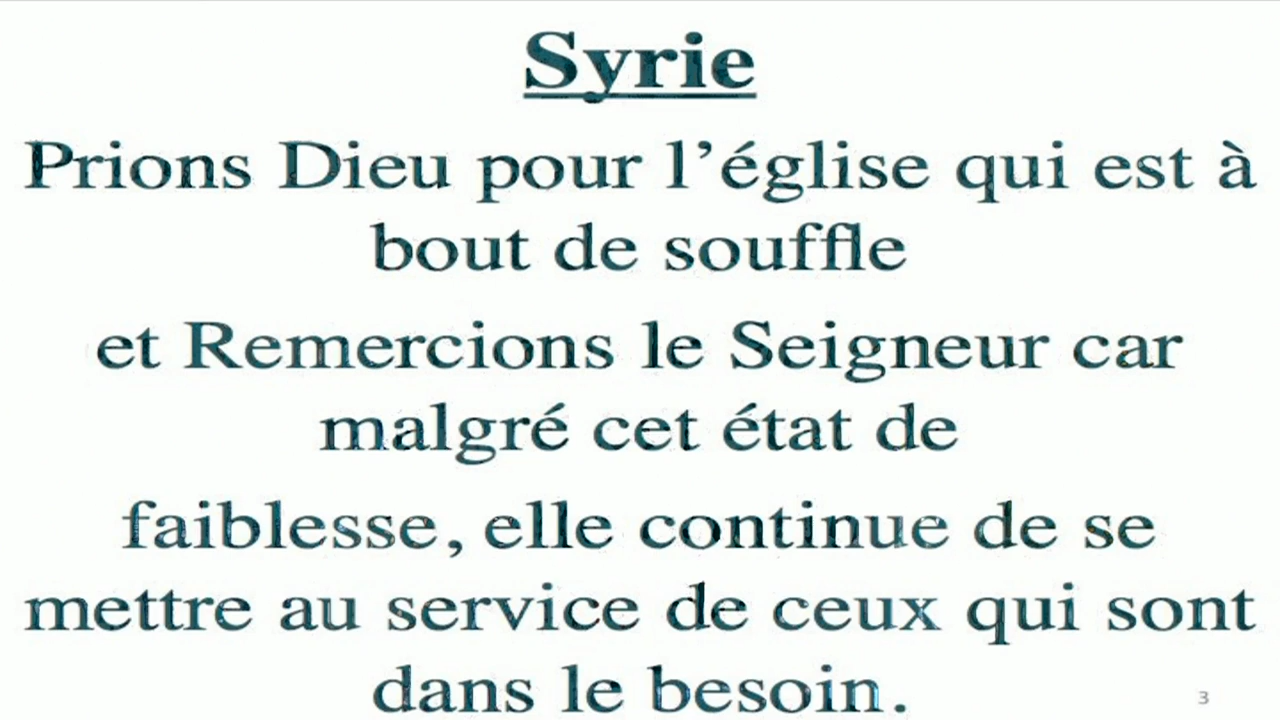 Syrie
Prions Dieu pour l’église qui est à
bout de souffle
et Remercions le Seigneur car
malgré cet état de
faiblesse, elle continue de se
mettre au service de ceux qui sont
dans le besoin.
3